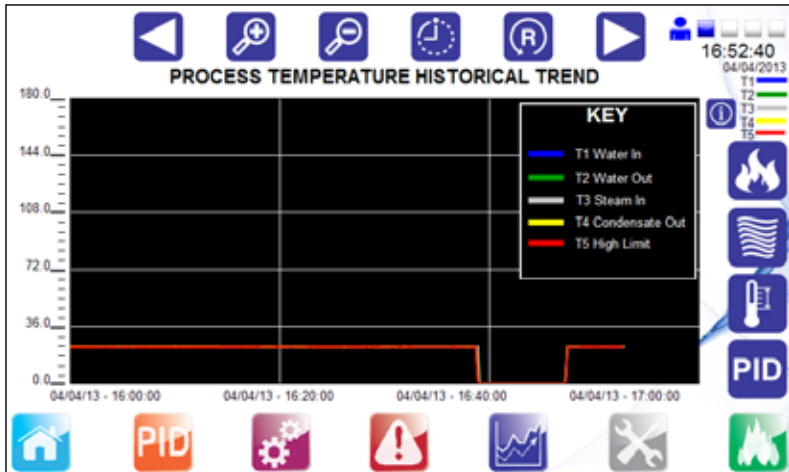 R
16:52:40
04/04/2013
PROCESS TEMPERATURE HISTORICAL TREND
T1
T2
T3
T4
T5
180.0
KEY
144.0
T1 Water In
T2 Water Out
T3 Steam In
108.0
T4 Condensate Out
T5 High Limit
72.0
36.0
PID
0.0
04/04/13 - 16:00:00 04/04/13 - 16:20:00 04/04/13 - 16:40:00 04/04/13 - 17:00:00
PID